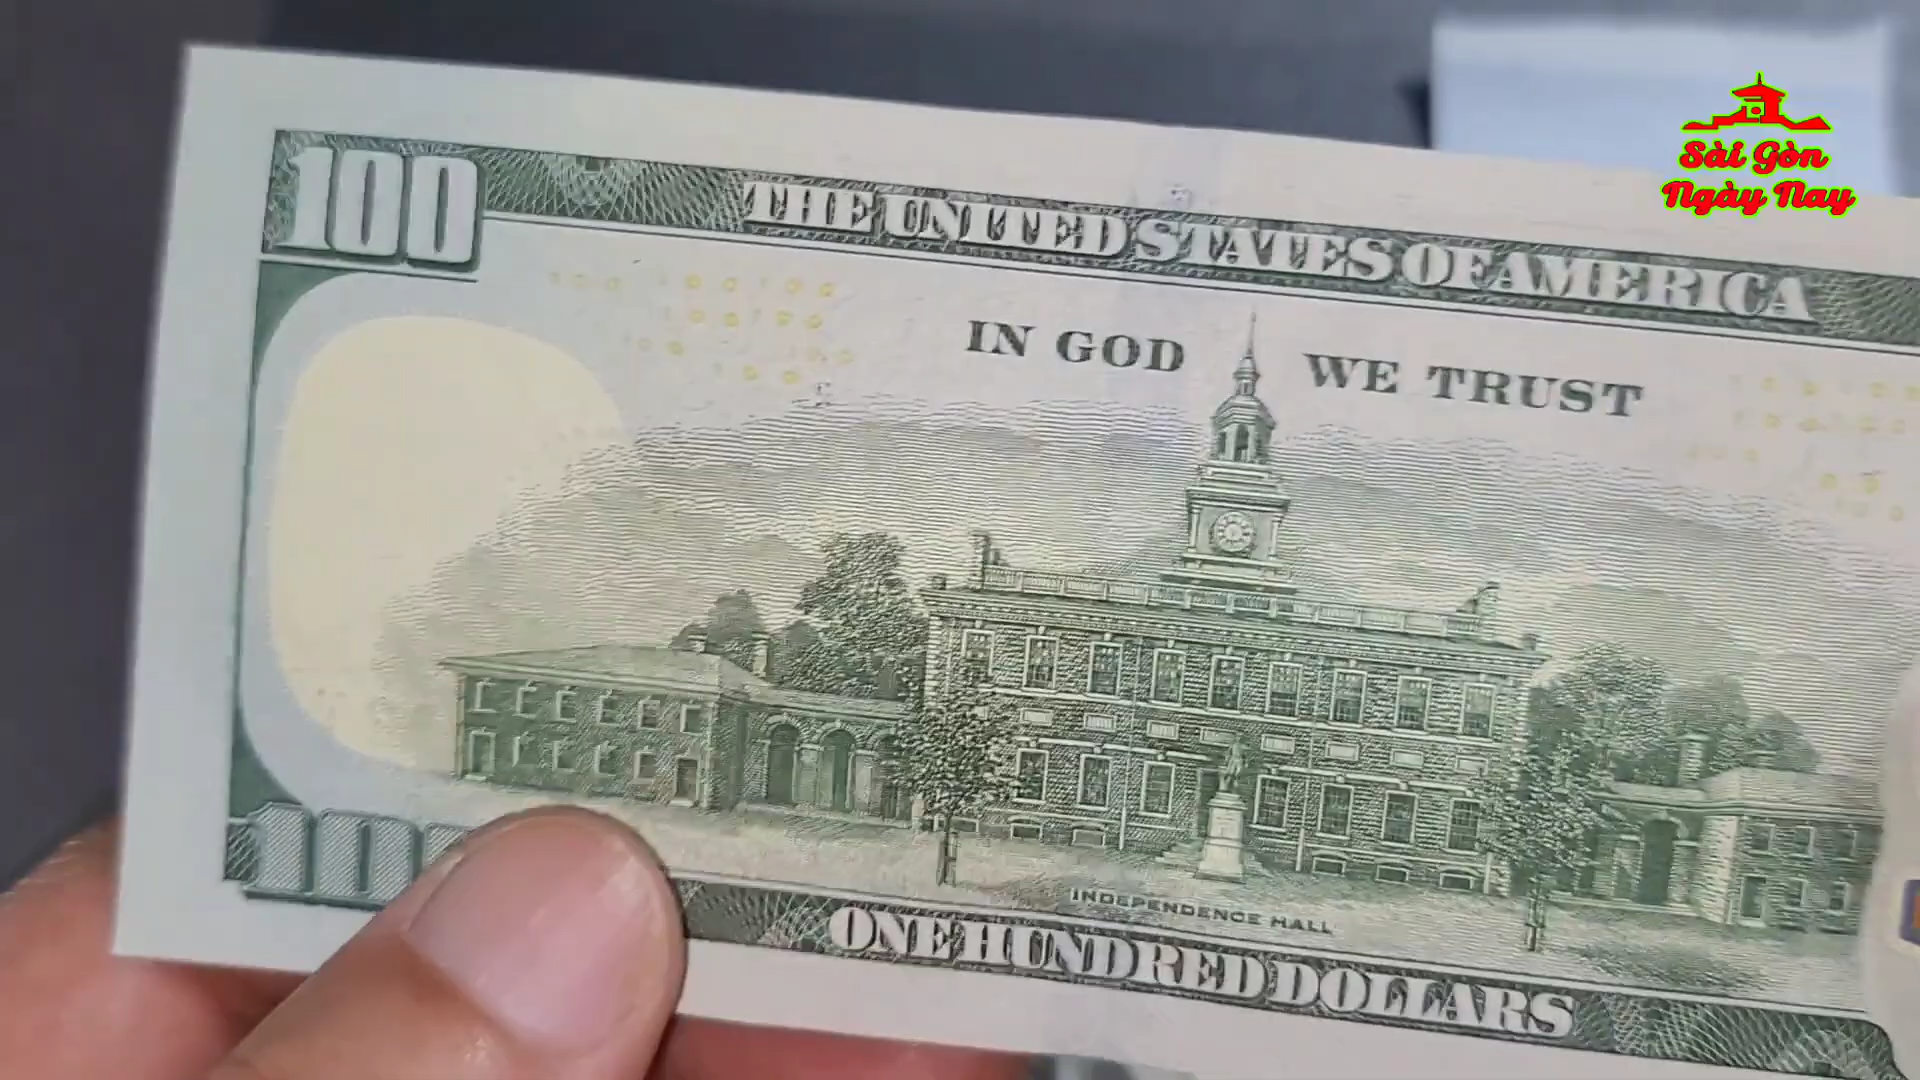 Sài Gòn
Ngày Nay
100
THE UNITED STATES OF AMERICA
IN GOD WE TRUST
INDEPENDENCE HALL
ONE HUNDRED DOLLARS